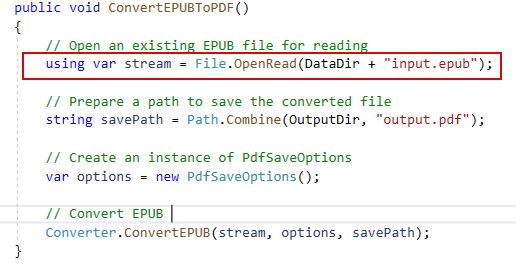 public void ConvertEPUBToPDF()
{
// Open an existing EPUB file for reading
using var stream = File.OpenRead(DataDir + "input.epub");
// Prepare a path to save the converted file
string savePath = Path.Combine(OutputDir, "output.pdf");
// Create an instance of PdfSaveOptions
var options = new PdfSaveOptions();
// Convert EPUB
Converter.ConvertEPUB(stream, options, savePath);
}